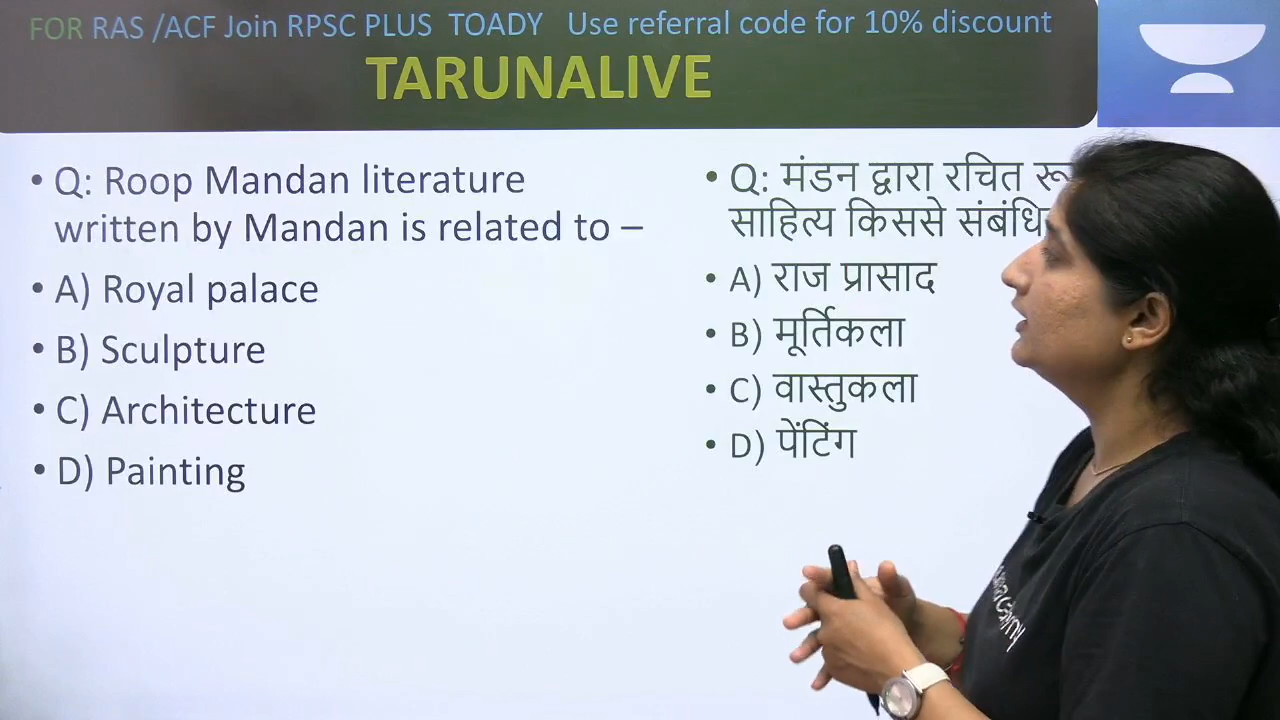 FOR RAS /ACF Join RPSC PLUS TOADY Use referral code for 10% discount
TARUNALIVE
• Q: Roop Mandan literature
written by Mandan is related to –
• A) Royal palace
• B) Sculpture
• C) Architecture
• D) Painting
• Q: मंडन द्वारा रचित
साहित्य किससे
• A) राज प्रासाद
• B) मूर्तिकला
• C) वास्तुकला
• D) पेंटिंग